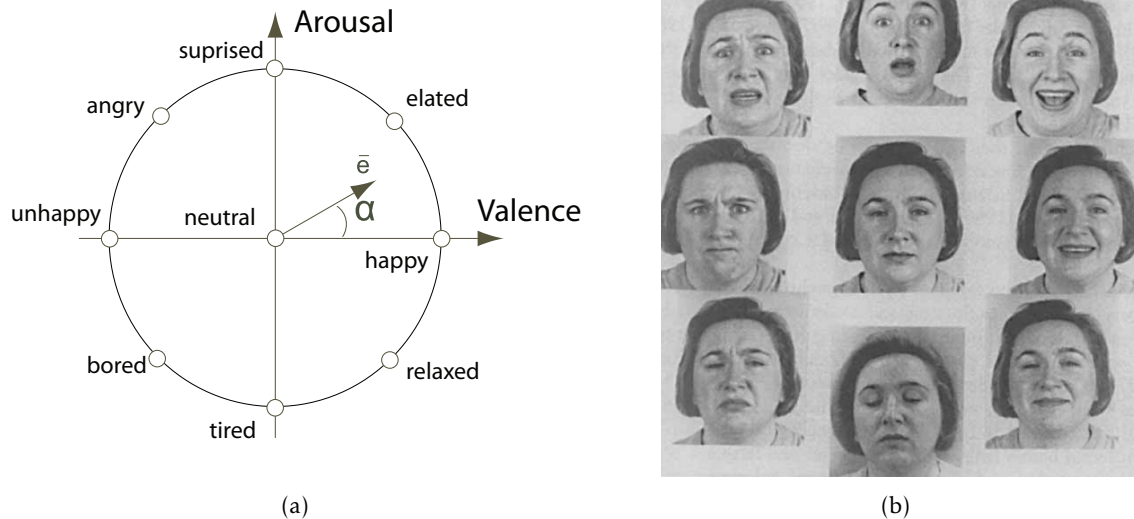 Arousal
suprised
angry
elated
ē
α
unhappy
neutral
Valence
happy
bored
relaxed
tired
(a)
(b)